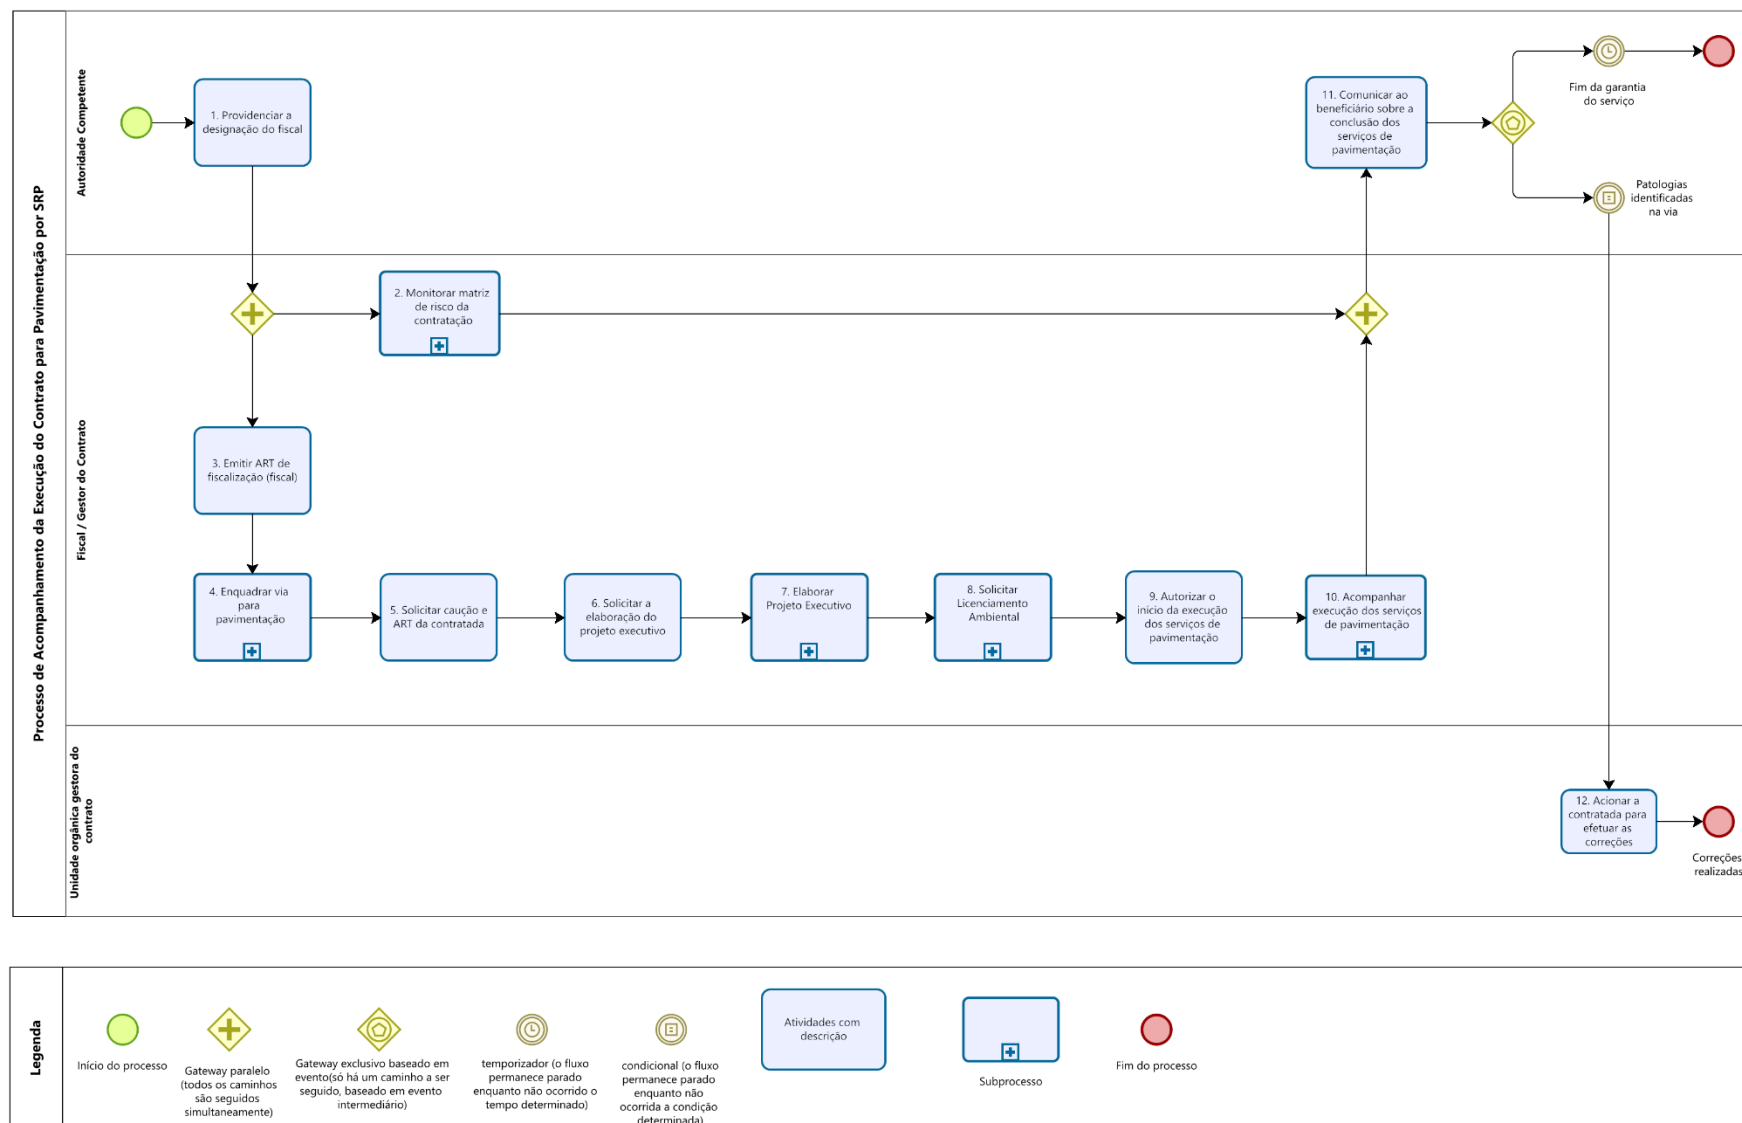 Processo de Acompanhamento da Execução do Contrato para Pavimentação por SRP
Autoridade Competente
1. Providenciar a
designação do fiscal
11. Comunicar ao
beneficiário sobre a
conclusão dos
serviços de
pavimentação
Fim da garantia
do serviço
Patologias
identificadas
na via
Fiscal / Gestor do Contrato
2. Monitorar matriz
de risco da
contratação
3. Emitir ART de
fiscalização (fiscal)
4. Enquadrar via
para
pavimentação
5. Solicitar caução e
ART da contratada
6. Solicitar a
elaboração do
projeto executivo
7. Elaborar
Projeto Executivo
8. Solicitar
Licenciamento
Ambiental
9. Autorizar o
início da execução
dos serviços de
pavimentação
10. Acompanhar
execução dos serviços
de pavimentação
Unidade orgânica gestora do
contrato
12. Acionar a
contratada para
efetuar as
correções
Correções
realizadas
Legenda
Início do processo
Gateway paralelo
(todos os caminhos
são seguidos
simultaneamente)
Gateway exclusivo baseado em
evento(só há um caminho a ser
seguido, baseado em evento
intermediário)
temporizador (o fluxo
permanece parado
enquanto não ocorrido o
tempo determinado)
condicional (o fluxo
permanece parado
enquanto não
ocorrida a condição
determinada)
Atividades com
descrição
Subprocesso
Fim do processo